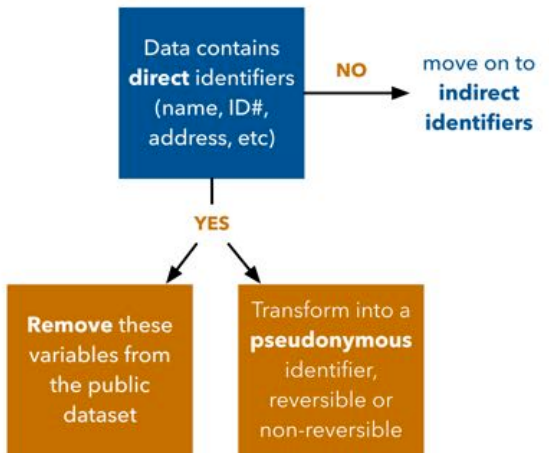 Data contains
direct identifiers
(name, ID#,
address, etc)
NO
move on to
indirect
identifiers
YES
Remove these
variables from
the public
dataset
Transform into a
pseudonymous
identifier,
reversible or
non-reversible